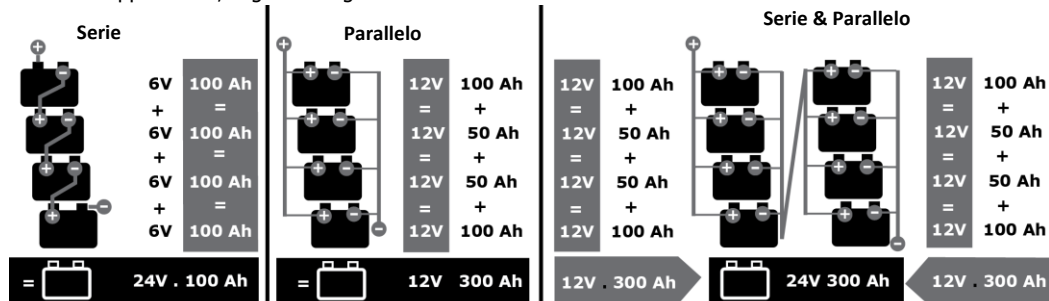 Serie
6V 100 Ah
+ =
6V 100 Ah
+ =
6V 100 Ah
+ =
6V 100 Ah
= 24V . 100 Ah
Parallelo
12V 100 Ah
= +
12V 50 Ah
= +
12V 50 Ah
= +
12V 100 Ah
= 12V 300 Ah
Serie & Parallelo
12V 100 Ah
= +
12V 50 Ah
= +
12V 50 Ah
= +
12V 100 Ah
12V . 300 Ah
12V 100 Ah
= +
12V 50 Ah
= +
12V 50 Ah
= +
12V 100 Ah
24V 300 Ah
12V . 300 Ah